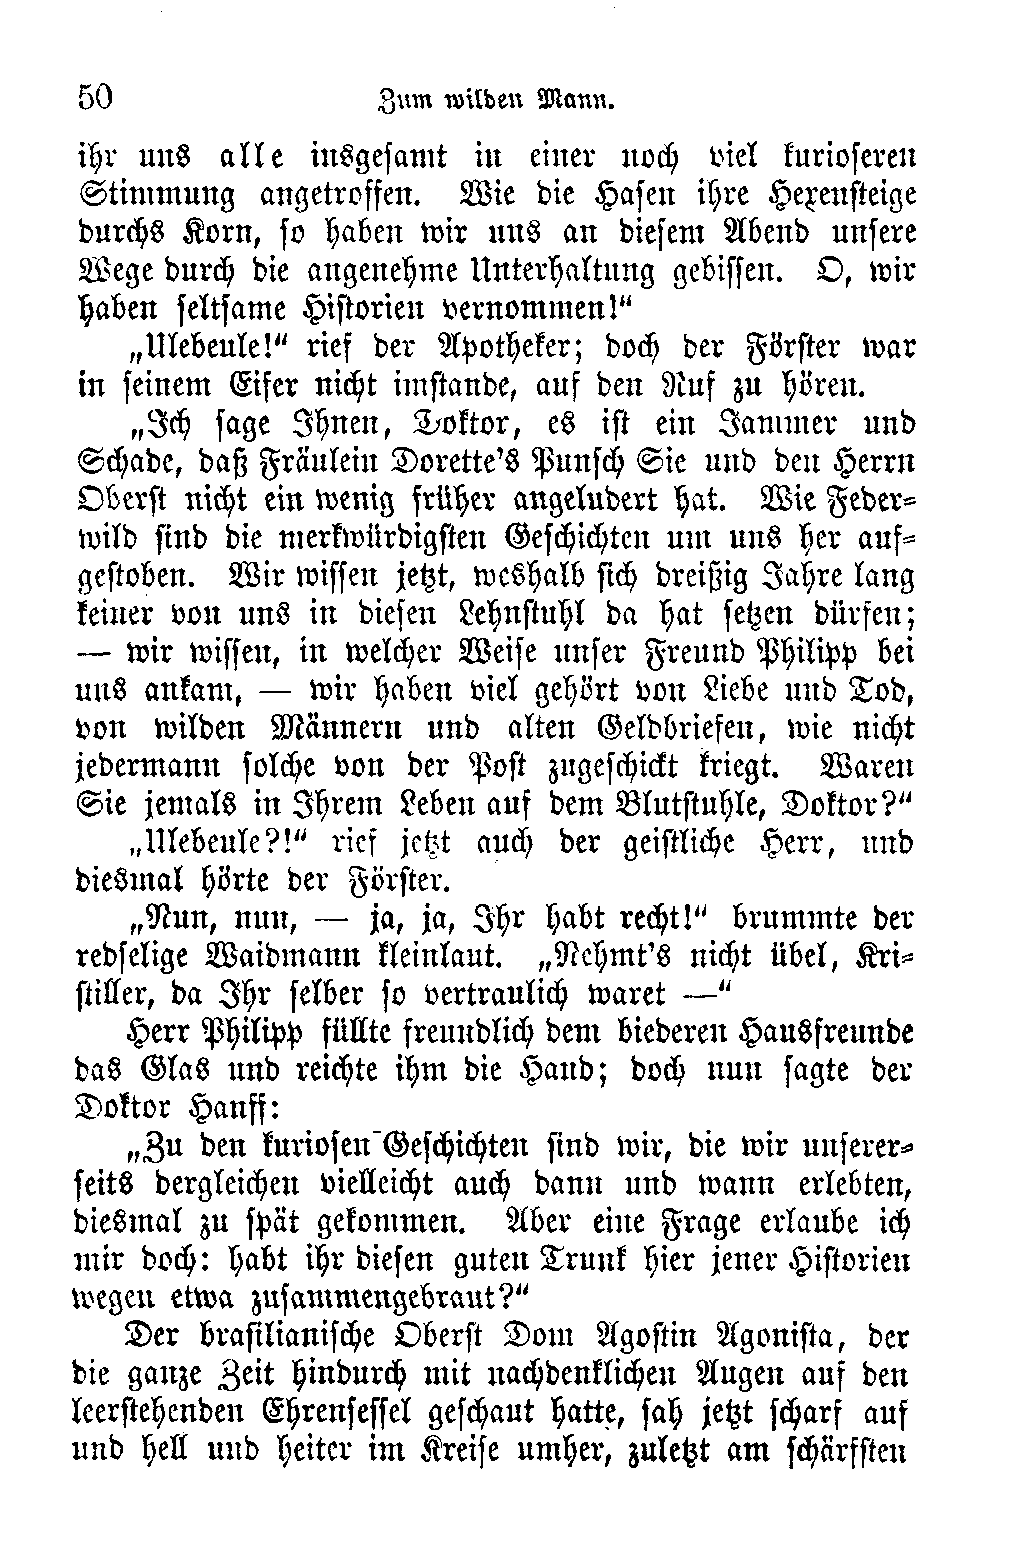 50 Zum wilden Mann.
ihr uns alle insgesamt in einer noch viel kurioseren
Stimmung angetroffen. Wie die Hasen ihre Hexensteige
durchs Korn, so haben wir uns an diesem Abend unsere
Wege durch die angenehme Unterhaltung gebissen. O, wir
haben seltsame Historien vernommen!“
„Ulebeule!“ rief der Apotheker; doch der Förster war
in seinem Eifer nicht imstande, auf den Ruf zu hören.
„Ich sage Ihnen, Doktor, es ist ein Jammer und
Schade, daß Fräulein Dorette's Punsch Sie und den Herrn
Oberst nicht ein wenig früher angeludert hat. Wie Feder-
wild sind die merkwürdigsten Geschichten um uns her auf-
gestoben. Wir wissen jetzt, weshalb sich dreißig Jahre lang
keiner von uns in diesen Lehnstuhl da hat setzen dürfen;
— wir wissen, in welcher Weise unser Freund Philipp bei
uns ankam, — wir haben viel gehört von Liebe und Tod,
von wilden Männern und alten Geldbriefen, wie nicht
jedermann solche von der Post zugeschickt kriegt. Waren
Sie jemals in Ihrem Leben auf dem Blutstuhle, Doktor?“
„Ulebeule?!“ rief jetzt auch der geistliche Herr, und
diesmal hörte der Förster.
„Nun, nun, — ja, ja, Ihr habt recht!“ brummte der
redselige Waidmann kleinlaut. „Nehmt's nicht übel, Kri-
stiller, da Ihr selber so vertraulich waret —“
Herr Philipp füllte freundlich dem biederen Hausfreunde
das Glas und reichte ihm die Hand; doch nun sagte der
Doktor Hanff:
„Zu den kuriosen Geschichten sind wir, die wir unserer-
seits dergleichen vielleicht auch dann und wann erlebten,
diesmal zu spät gekommen. Aber eine Frage erlaube ich
mir doch: habt ihr diesen guten Trunk hier jener Historien
wegen etwa zusammengebraut?“
Der brasilianische Oberst Dom Agostin Agonista, der
die ganze Zeit hindurch mit nachdenklichen Augen auf den
leerstehenden Ehrensessel geschaut hatte, sah jetzt scharf auf
und hell und heiter im Kreise umher, zuletzt am schärfsten